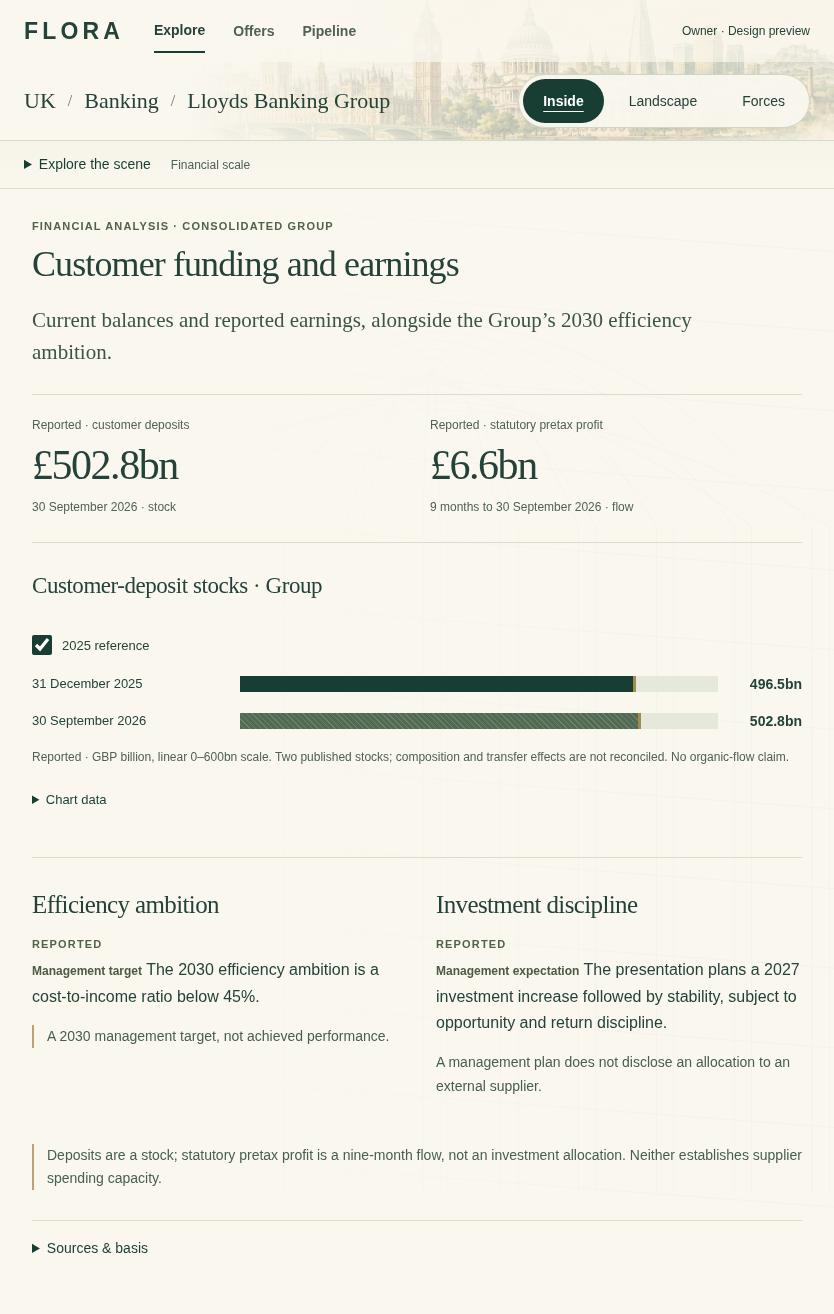 FLORA Explore Offers Pipeline Owner · Design preview
UK / Banking / Lloyds Banking Group Inside Landscape Forces
Explore the scene Financial scale
FINANCIAL ANALYSIS · CONSOLIDATED GROUP
Customer funding and earnings
Current balances and reported earnings, alongside the Group’s 2030 efficiency
ambition.
Reported · customer deposits
£502.8bn
30 September 2026 · stock
Reported · statutory pretax profit
£6.6bn
9 months to 30 September 2026 · flow
Customer-deposit stocks · Group
2025 reference
31 December 2025 496.5bn
30 September 2026 502.8bn
Reported · GBP billion, linear 0–600bn scale. Two published stocks; composition and transfer effects are not reconciled. No organic-flow claim.
Chart data
Efficiency ambition
REPORTED
Management target The 2030 efficiency ambition is a
cost-to-income ratio below 45%.
A 2030 management target, not achieved performance.
Investment discipline
REPORTED
Management expectation The presentation plans a 2027
investment increase followed by stability, subject to
opportunity and return discipline.
A management plan does not disclose an allocation to an
external supplier.
Deposits are a stock; statutory pretax profit is a nine-month flow, not an investment allocation. Neither establishes supplier
spending capacity.
Sources & basis